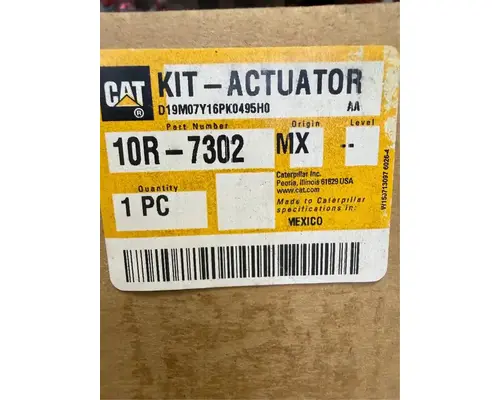 CAT
®
KIT-ACTUATOR
D19M07Y16PK0495H0 AA
Part Number Origin Level
10R-7302 MX --
Quantity
1 PC
Caterpillar Inc.
Peoria, Illinois 61629 USA
www.cat.com
Made to Caterpillar
specifications in:
MEXICO